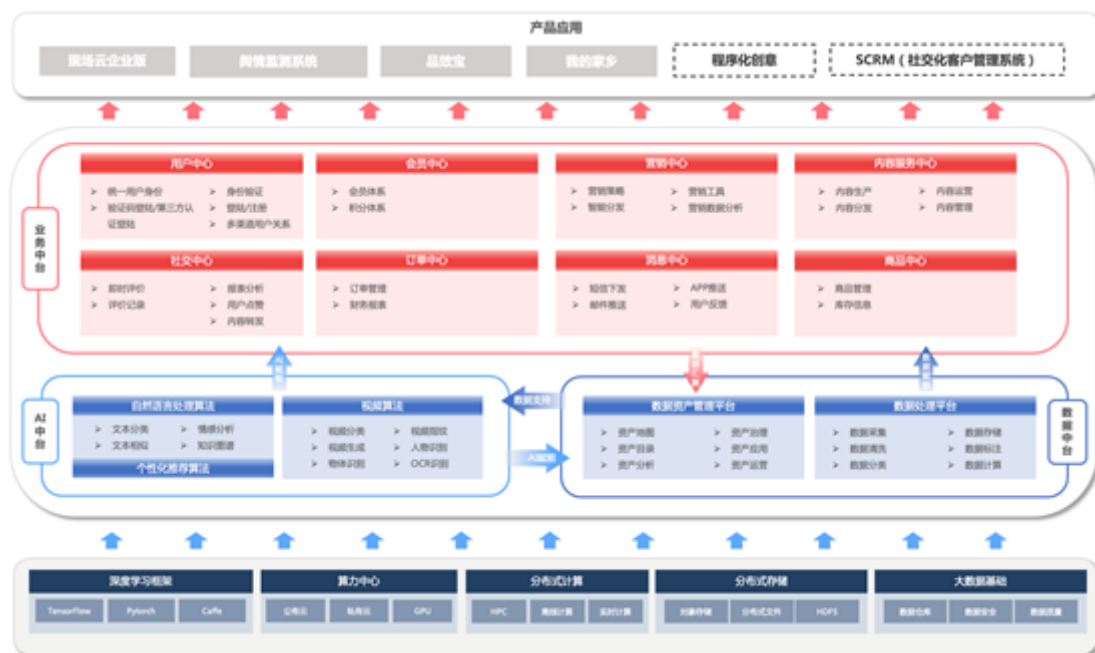 产品应用
现场云企业版
舆情监测系统
品效宝
我的家乡
程序化创意
SCRM（社交化客户管理系统）
业务中台
用户中心
统一用户身份
身份验证
验证码登陆/第三方认
登陆/注册
证登陆
多渠道用户关系
会员中心
会员体系
积分体系
营销中心
营销策略
营销工具
智能分发
营销数据分析
内容服务中心
内容生产
内容运营
内容分发
内容管理
社交中心
即时评价
报表分析
评价记录
用户点赞
内容转发
订单中心
订单管理
财务报表
消息中心
短信下发
APP推送
邮件推送
用户反馈
商品中心
商品管理
库存信息
AI中台
自然语言处理算法
文本分类
情感分析
文本相似
知识图谱
个性化推荐算法
视频算法
视频分类
视频指纹
视频生成
人物识别
物体识别
OCR识别
数据支持
数据资产管理平台
资产地图
资产治理
资产目录
资产应用
资产分析
资产运营
数据处理平台
数据采集
数据存储
数据清洗
数据标注
数据分类
数据计算
数据中台
深度学习框架
Tensorflow
Pytorch
Caffe
算力中心
公有云
私有云
GPU
分布式计算
HPC
离线计算
实时计算
分布式存储
对象存储
分布式文件
HDFS
大数据基础
数据仓库
数据安全
数据质量